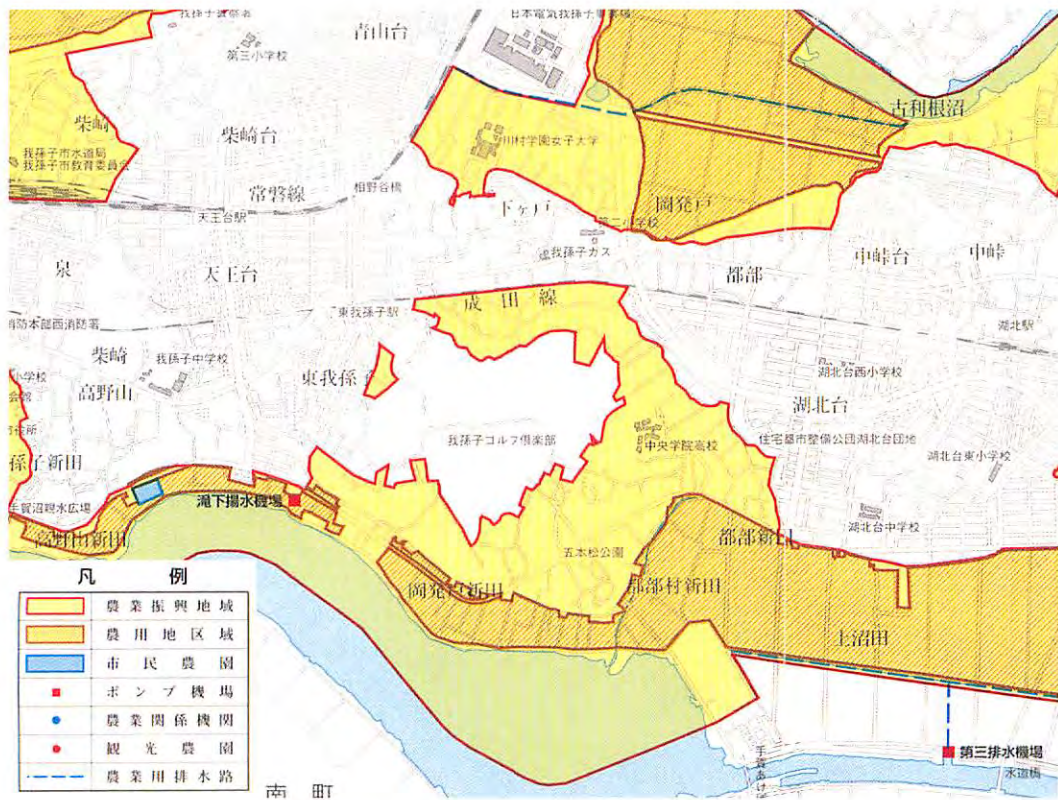 青山台
日本電気我孫子事業場
第三小学校
古利根沼
柴崎
柴崎台
我孫子市水道局
我孫子市教育委員会
川村学園女子大学
常磐線
相野谷橋
天王台駅
下ヶ戸
岡発戸
第二小学校
我孫子ガス
泉
天王台
都部
中峠台
中峠
成田線
東我孫子駅
消防本部西消防署
湖北駅
柴崎
我孫子中学校
小学校
高野山
東我孫子
湖北台西小学校
湖北台
我孫子ゴルフ倶楽部
中央学院高校
住宅都市整備公団湖北台団地
湖北台東小学校
孫子新田
手賀沼親水広場
滝下揚水機場
湖北台中学校
高野山新田
五本松公園
都部新田
岡発戸新田
都部村新田
上沼田
凡例
農業振興地域
農用地区域
市民農園
ポンプ機場
農業関係機関
観光農園
農業用排水路
第三排水機場
水道橋
南町